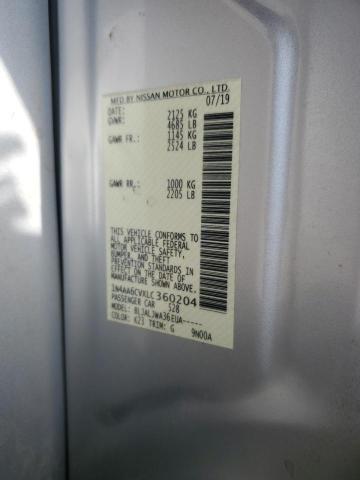 MFD BY NISSAN MOTOR CO., LTD.
DATE: 07/19
GVWR: 2125 KG
4685 LB
GAWR FR.: 1145 KG
2524 LB
GAWR RR.: 1000 KG
2205 LB
THIS VEHICLE CONFORMS TO ALL
APPLICABLE FEDERAL
MOTOR VEHICLE SAFETY,
BUMPER, AND THEFT
PREVENTION STANDARDS
IN EFFECT ON THE DATE OF
MANUFACTURE SHOWN ABOVE.
1N4AA6CVXLC360204
PASSENGER CAR 528
MODEL: BLJALJWA36EUA-----
COLOR: K23 TRIM: G 9N00A